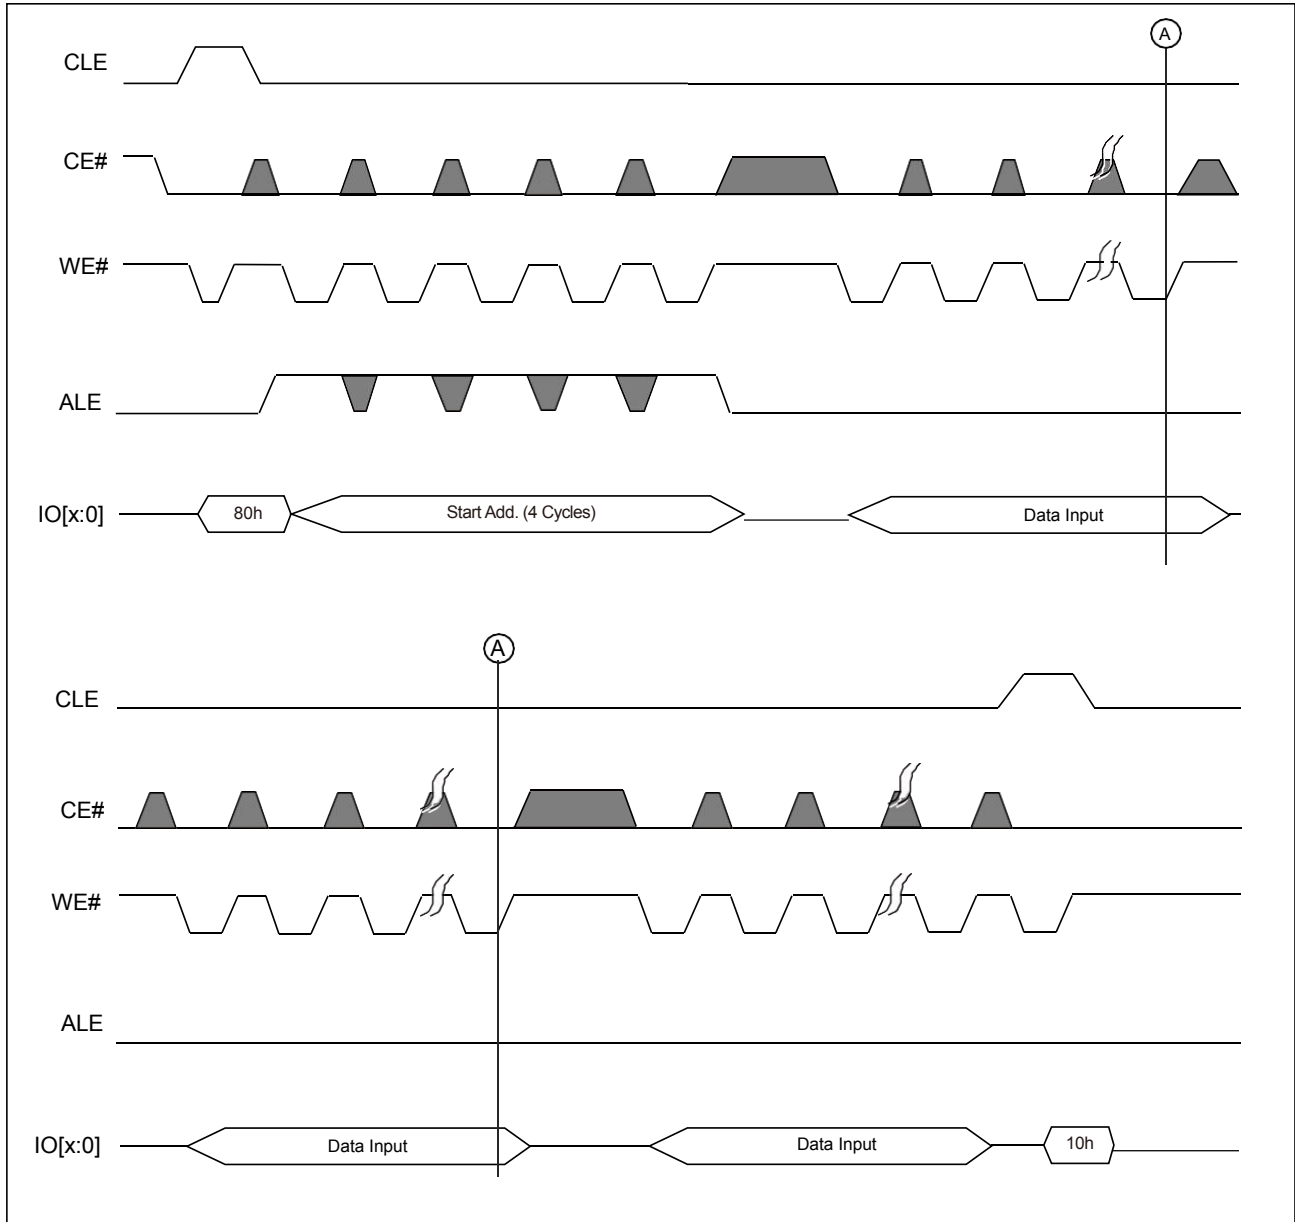 A
CLE
CE#
WE#
ALE
IO[x:0]
80h
Start Add. (4 Cycles)
Data Input
A
CLE
CE#
WE#
ALE
IO[x:0]
Data Input
Data Input
10h